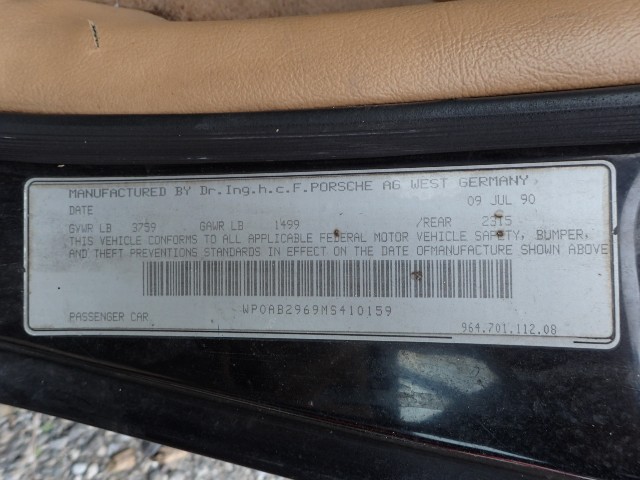 MANUFACTURED BY Dr.Ing.h.c.F.PORSCHE AG WEST GERMANY
DATE 09 JUL 90
GVWR LB 3759 GAWR LB 1499 /REAR 2315
THIS VEHICLE CONFORMS TO ALL APPLICABLE FEDERAL MOTOR VEHICLE SAFETY, BUMPER,
AND THEFT PREVENTION STANDARDS IN EFFECT ON THE DATE OFMANUFACTURE SHOWN ABOVE
WP0AB2969MS410159
PASSENGER CAR 964.701.112.08